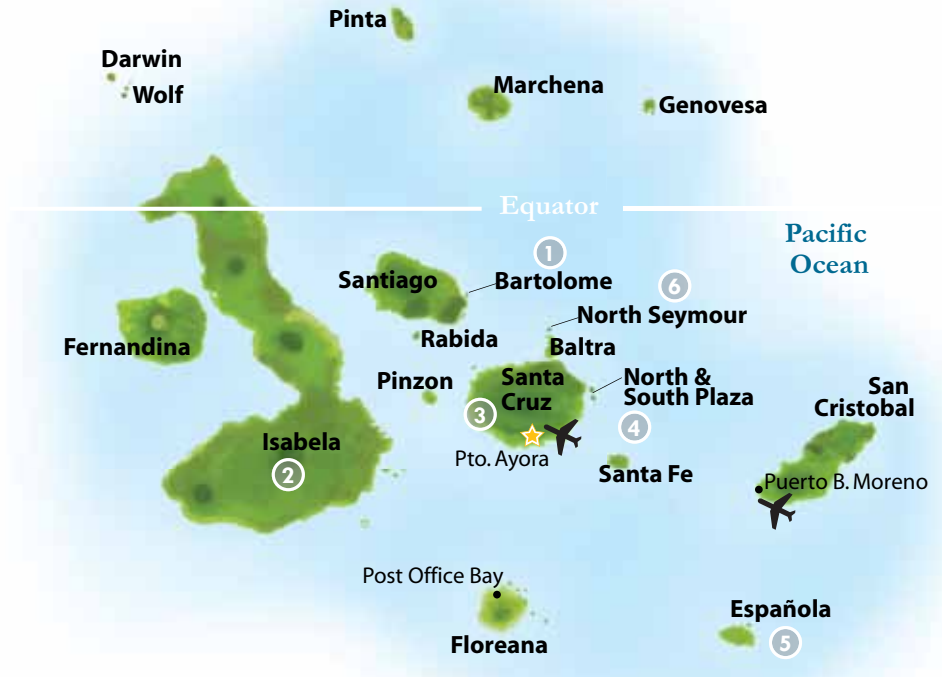 Pinta
Darwin
Wolf
Marchena
Genovesa
Equator
Pacific
Ocean
1
Santiago
Bartolome
6
North Seymour
Rabida
Fernandina
Baltra
Pinzon
Santa
Cruz
North &
South Plaza
San
Cristobal
3
4
Isabela
Pto. Ayora
2
Santa Fe
Puerto B. Moreno
Post Office Bay
Floreana
Española
5